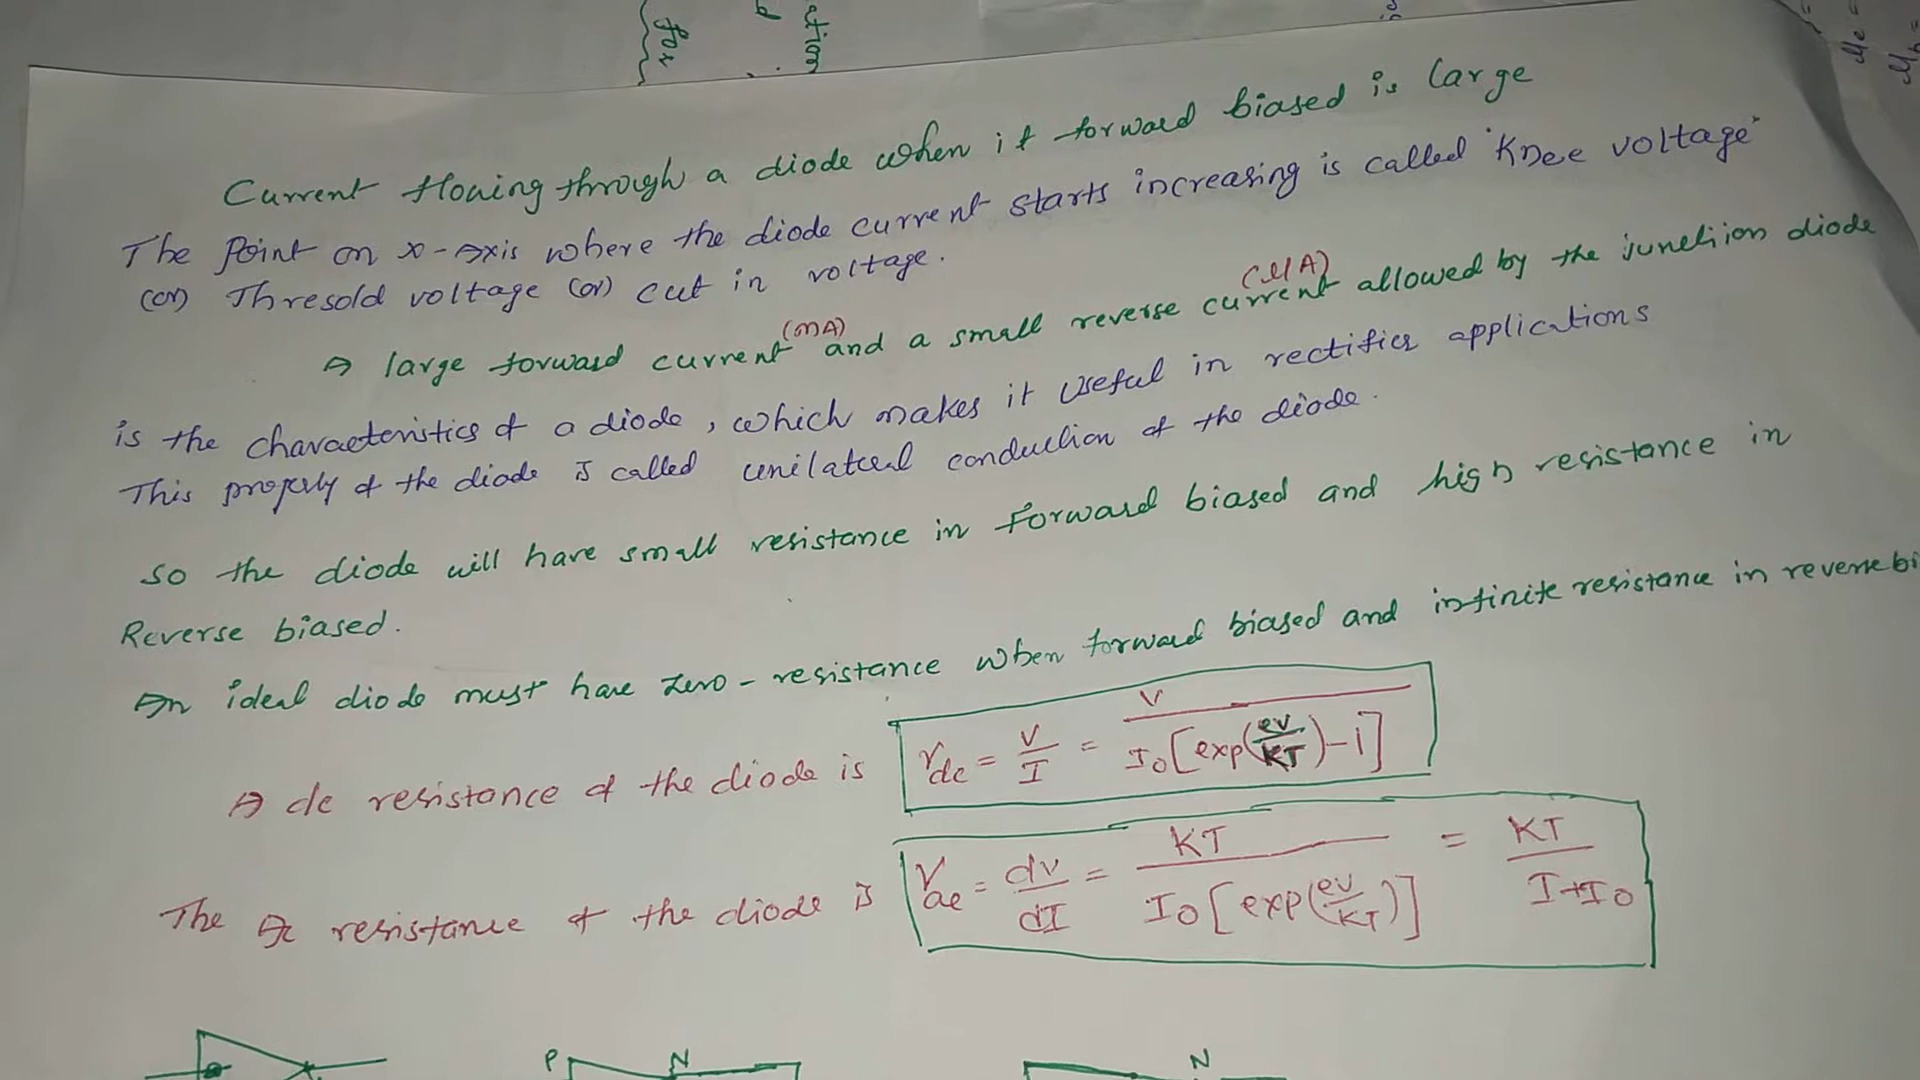 for
ation
Me =
Current flowing through a diode when it forward biased is large
The Point on x-Axis where the diode current starts increasing is called "Knee voltage"
(or) Thresold voltage (or) cut in voltage.
⇒ large forward current (mA) and a small reverse current (MA) allowed by the junction diode
is the charaoteristics of a diode, which makes it Useful in rectifier applications
This property of the diode is called unilateral conduction of the diode.
so the diode will have small resistance in forward biased and high resistance in
Reverse biased.
An ideal diode must have Zero-resistance when forward biased and infinite resistance in reverse bi
⇒ dc resistance of the diode is r_dc = V/I = V/(I0[exp(eV/KT)-1])
The Ac resistance of the diode is r_ac = dv/dI = KT/(I0[exp(ev/KT)]) = KT/(I+I0)
P N N